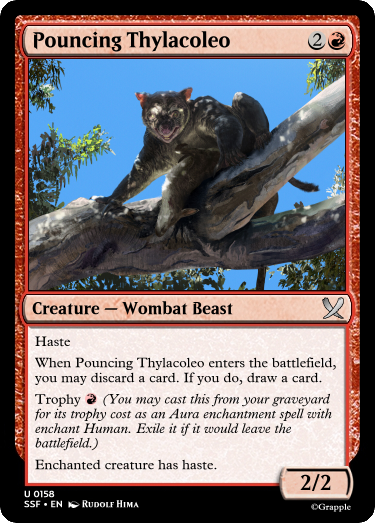 Pouncing Thylacoleo 2
Creature — Wombat Beast
Haste
When Pouncing Thylacoleo enters the battlefield,
you may discard a card. If you do, draw a card.
Trophy (You may cast this from your graveyard
for its trophy cost as an Aura enchantment spell with
enchant Human. Exile it if it would leave the
battlefield.)
Enchanted creature has haste.
2/2
U 0158
SSF • EN Rudolf Hima
©Grapple